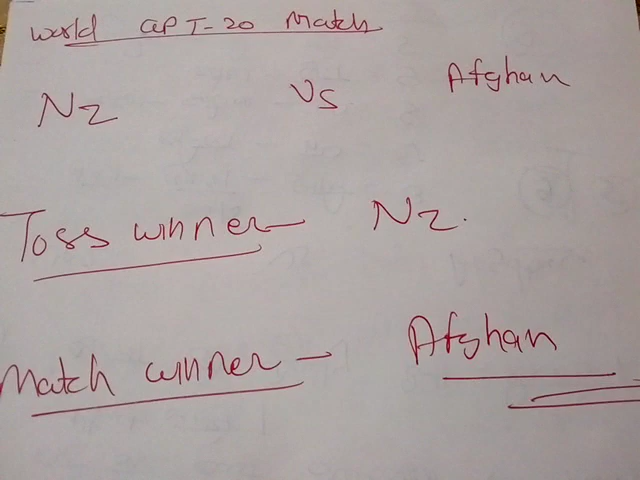 World cup T-20 Match
NZ Vs Afghan
Toss winner - NZ.
Match winner - Afghan